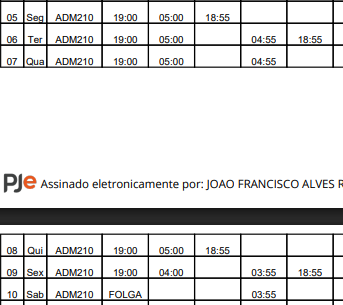 05 Seg ADM210 19:00 05:00 18:55
06 Ter ADM210 19:00 05:00 04:55 18:55
07 Qua ADM210 19:00 05:00 04:55
PJe Assinado eletronicamente por: JOAO FRANCISCO ALVES R
08 Qui ADM210 19:00 05:00 18:55
09 Sex ADM210 19:00 04:00 03:55 18:55
10 Sab ADM210 FOLGA 03:55